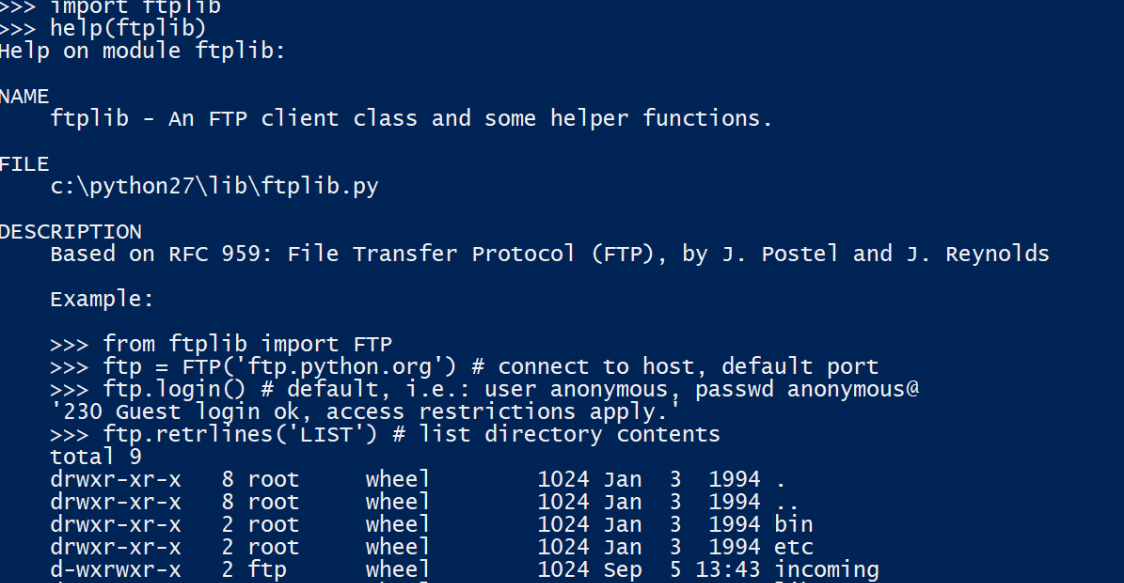 >>> import ftplib
>>> help(ftplib)
Help on module ftplib:
NAME
ftplib - An FTP client class and some helper functions.
FILE
c:\python27\lib\ftplib.py
DESCRIPTION
Based on RFC 959: File Transfer Protocol (FTP), by J. Postel and J. Reynolds
Example:
>>> from ftplib import FTP
>>> ftp = FTP('ftp.python.org') # connect to host, default port
>>> ftp.login() # default, i.e.: user anonymous, passwd anonymous@
'230 Guest login ok, access restrictions apply.'
>>> ftp.retrlines('LIST') # list directory contents
total 9
drwxr-xr-x   8 root     wheel        1024 Jan  3  1994 .
drwxr-xr-x   8 root     wheel        1024 Jan  3  1994 ..
drwxr-xr-x   2 root     wheel        1024 Jan  3  1994 bin
drwxr-xr-x   2 root     wheel        1024 Jan  3  1994 etc
d-wxrwxr-x   2 ftp      wheel        1024 Sep  5 13:43 incoming